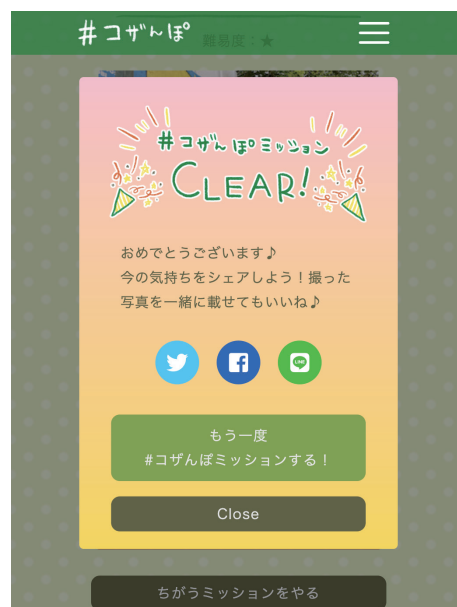 #コザんぽ
難易度：★
#コザんぽミッション
CLEAR!
おめでとうございます♪
今の気持ちをシェアしよう！撮った
写真を一緒に載せてもいいね♪
LINE
もう一度
#コザんぽミッションする！
Close
ちがうミッションをやる